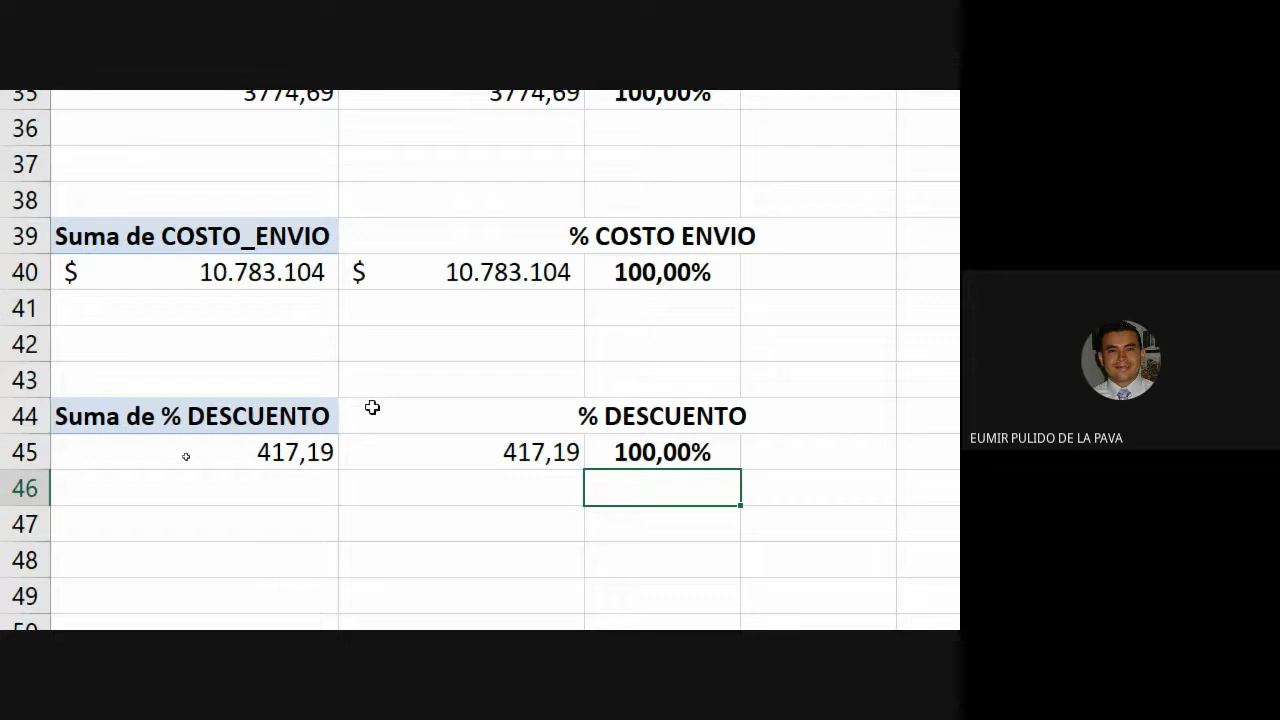 35 3774,69 3774,69 100,00%
36
37
38
39 Suma de COSTO_ENVIO % COSTO ENVIO
40 $ 10.783.104 $ 10.783.104 100,00%
41
42
43
44 Suma de % DESCUENTO % DESCUENTO
45 417,19 417,19 100,00%
46
47
48
49
50
EUMIR PULIDO DE LA PAVA